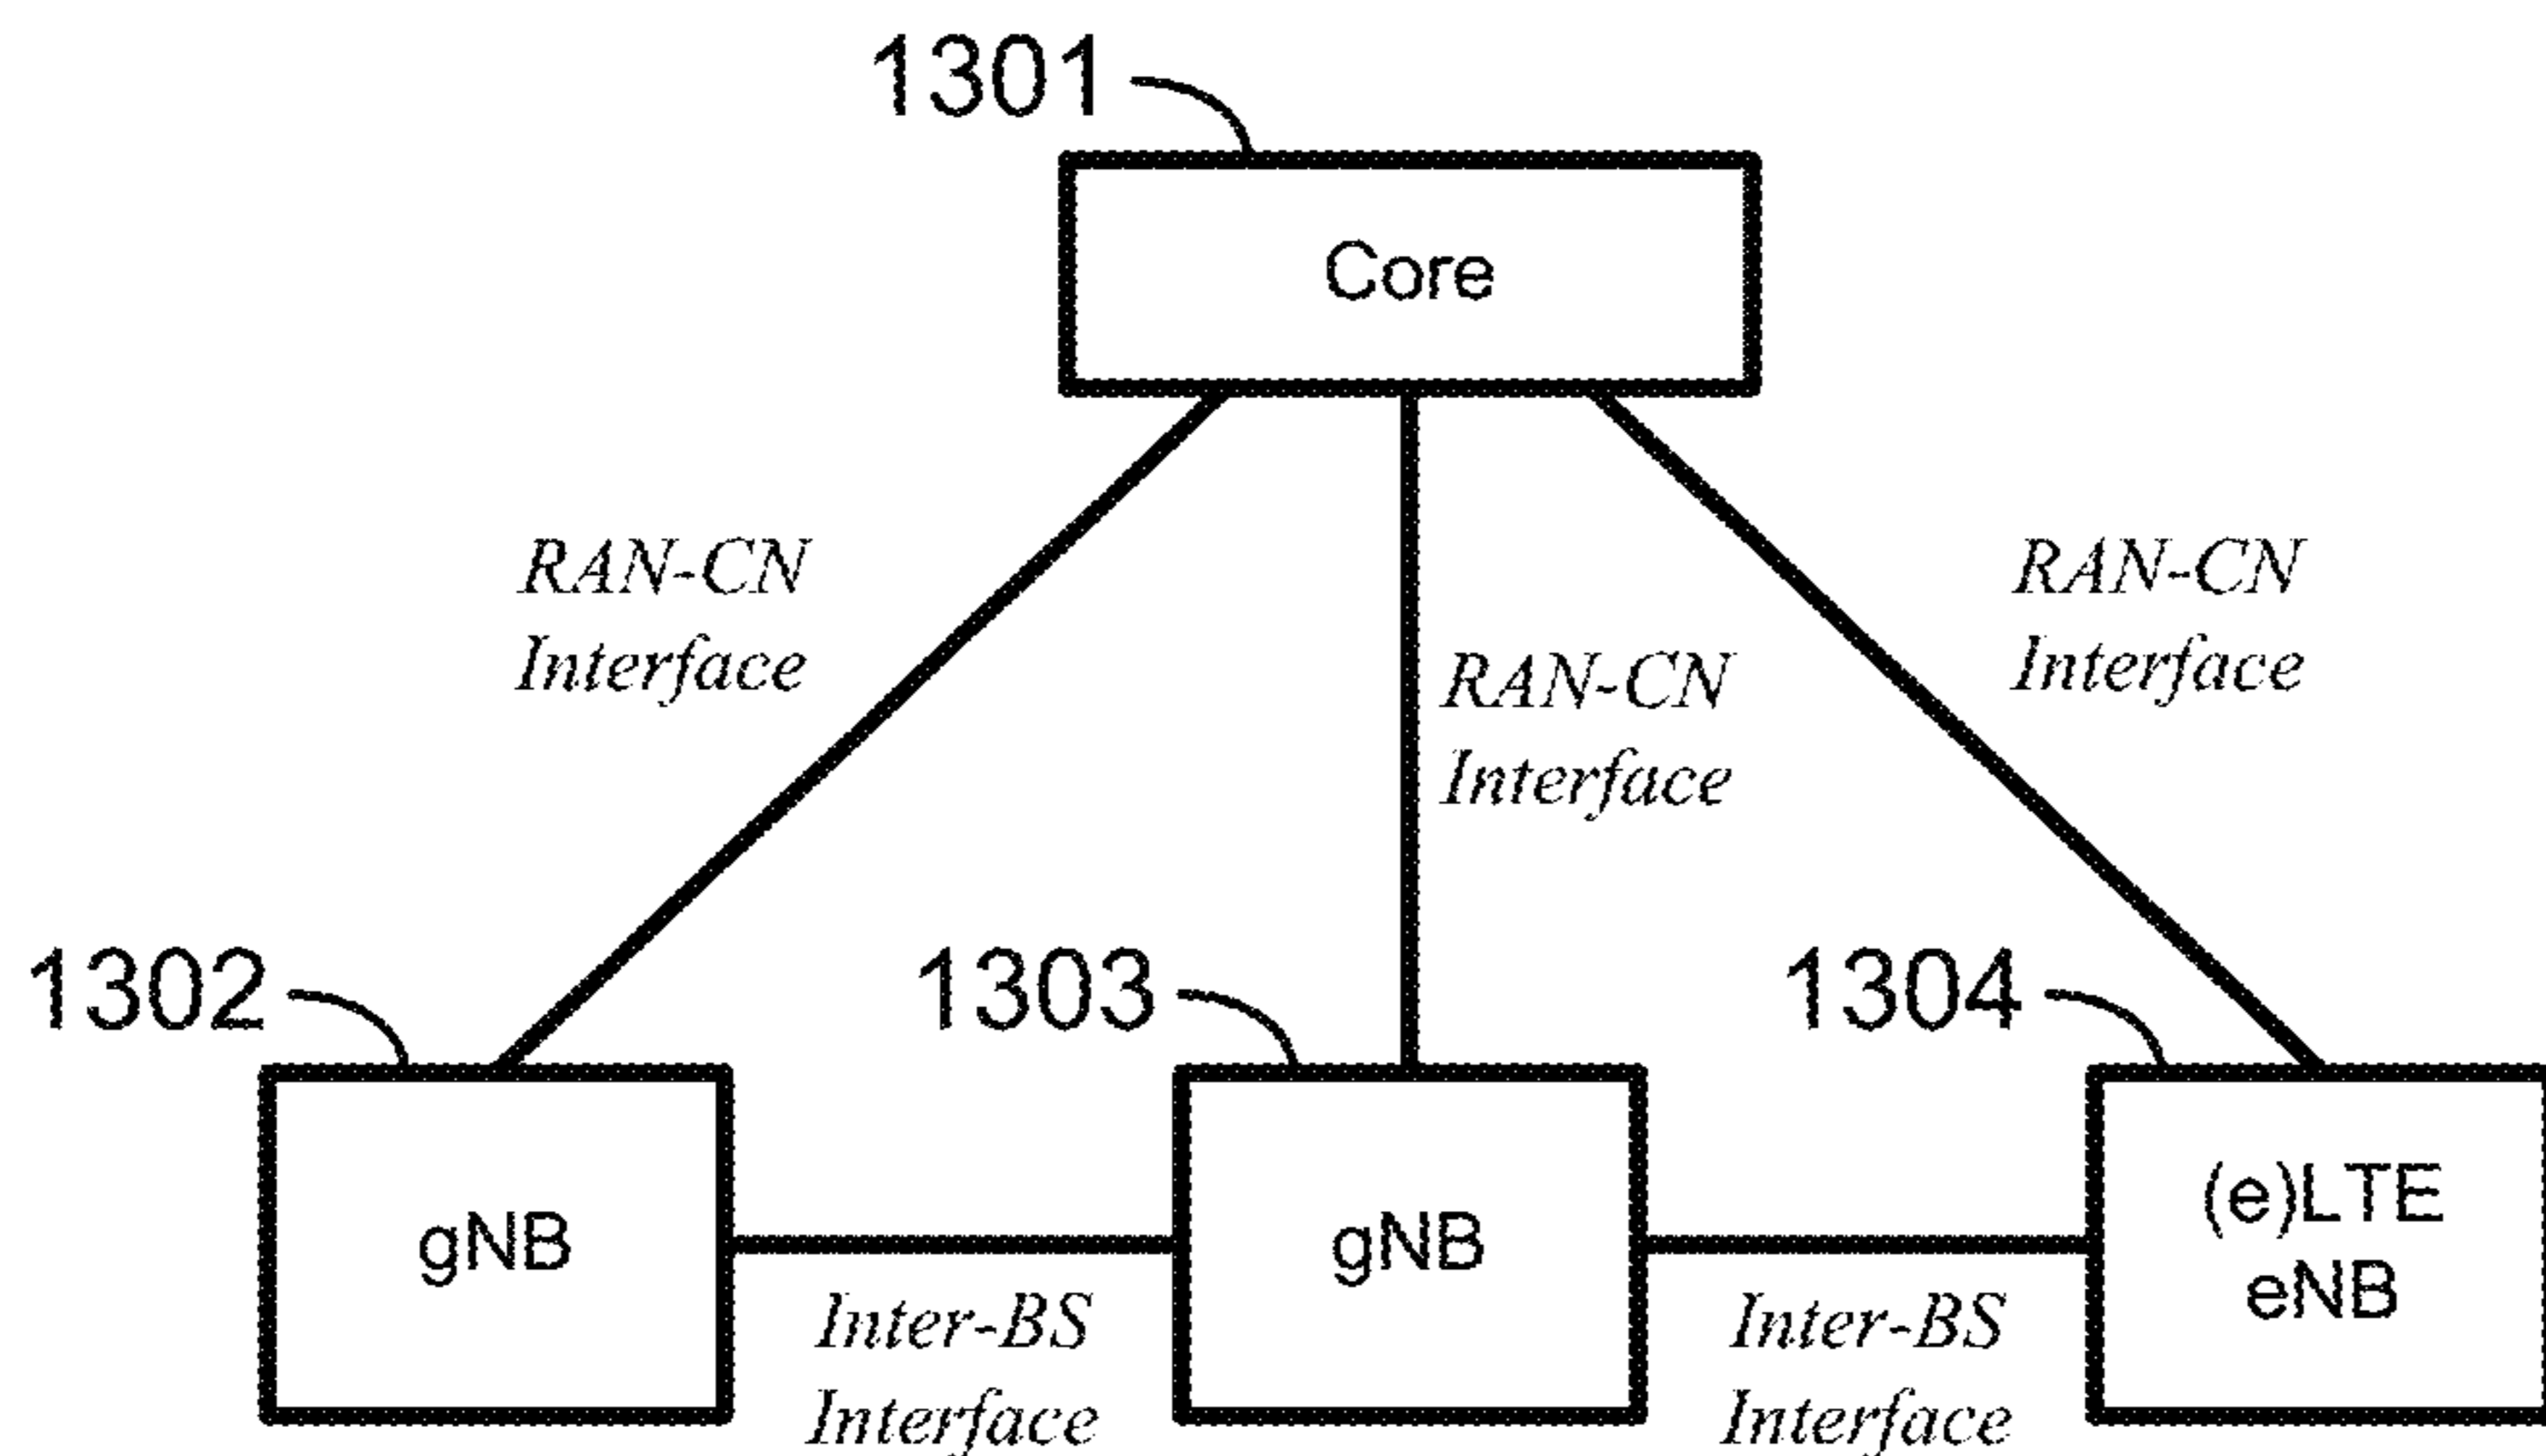 1301
Core
RAN-CN
Interface
RAN-CN
Interface
RAN-CN
Interface
1302
1303
1304
gNB
gNB
(e)LTE
eNB
Inter-BS
Interface
Inter-BS
Interface